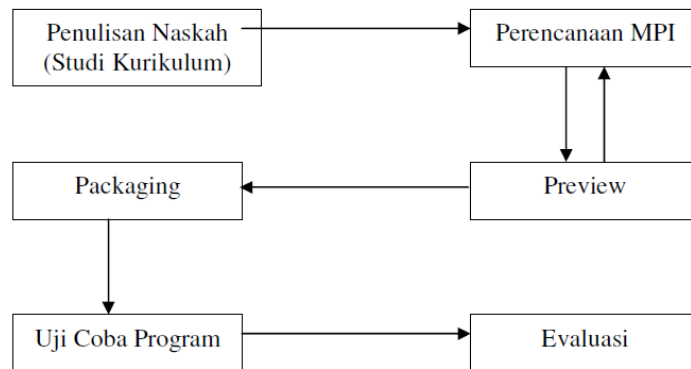 Penulisan Naskah
(Studi Kurikulum)
Perencanaan MPI
Packaging
Preview
Uji Coba Program
Evaluasi